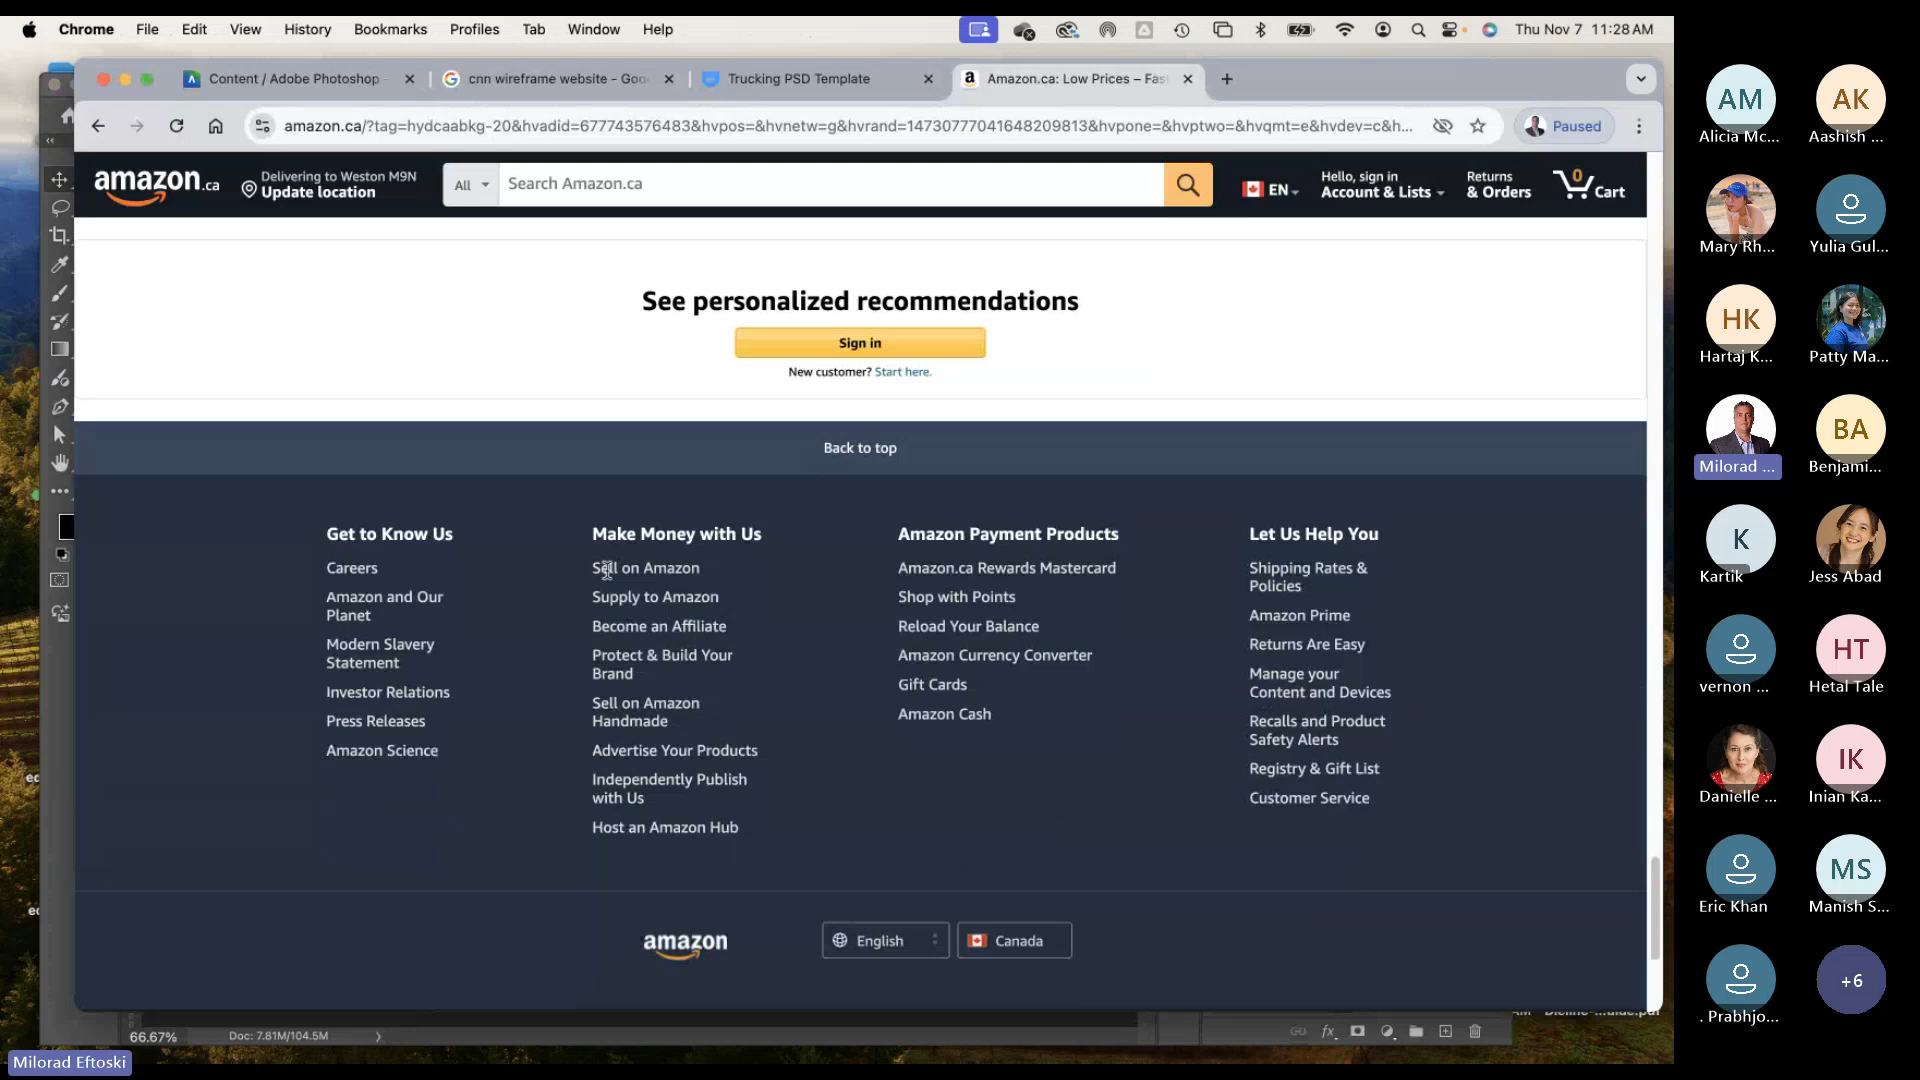 Chrome File Edit View History Bookmarks Profiles Tab Window Help Thu Nov 7 11:28 AM
Content / Adobe Photoshop
cnn wireframe website - Goo
Trucking PSD Template
Amazon.ca: Low Prices – Fas
amazon.ca/?tag=hydcaabkg-20&hvadid=677743576483&hvpos=&hvnetw=g&hvrand=14730777041648209813&hvpone=&hvptwo=&hvqmt=e&hvdev=c&h...
Paused
amazon.ca
Delivering to Weston M9N
Update location
All
Search Amazon.ca
EN
Hello, sign in
Account & Lists
Returns
& Orders
0
Cart
See personalized recommendations
Sign in
New customer? Start here.
Back to top
Get to Know Us
Careers
Amazon and Our
Planet
Modern Slavery
Statement
Investor Relations
Press Releases
Amazon Science
Make Money with Us
Sell on Amazon
Supply to Amazon
Become an Affiliate
Protect & Build Your
Brand
Sell on Amazon
Handmade
Advertise Your Products
Independently Publish
with Us
Host an Amazon Hub
Amazon Payment Products
Amazon.ca Rewards Mastercard
Shop with Points
Reload Your Balance
Amazon Currency Converter
Gift Cards
Amazon Cash
Let Us Help You
Shipping Rates &
Policies
Amazon Prime
Returns Are Easy
Manage your
Content and Devices
Recalls and Product
Safety Alerts
Registry & Gift List
Customer Service
amazon
English
Canada
66.67%
Doc: 7.81M/104.5M
fx
Milorad Eftoski
AM
Alicia Mc...
AK
Aashish ...
Mary Rh...
Yulia Gul...
HK
Hartaj K...
Patty Ma...
Milorad ...
BA
Benjami...
K
Kartik
Jess Abad
vernon ...
HT
Hetal Tale
Danielle ...
IK
Inian Ka...
Eric Khan
MS
Manish S...
. Prabhjo...
+6